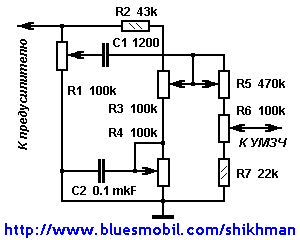 R2 43k
C1 1200
К предусилителю
R1 100k
R5 470k
R3 100k
R6 100k
R4 100k
К УМЗЧ
C2 0.1 mkF
R7 22k
http://www.bluesmobil.com/shikhman